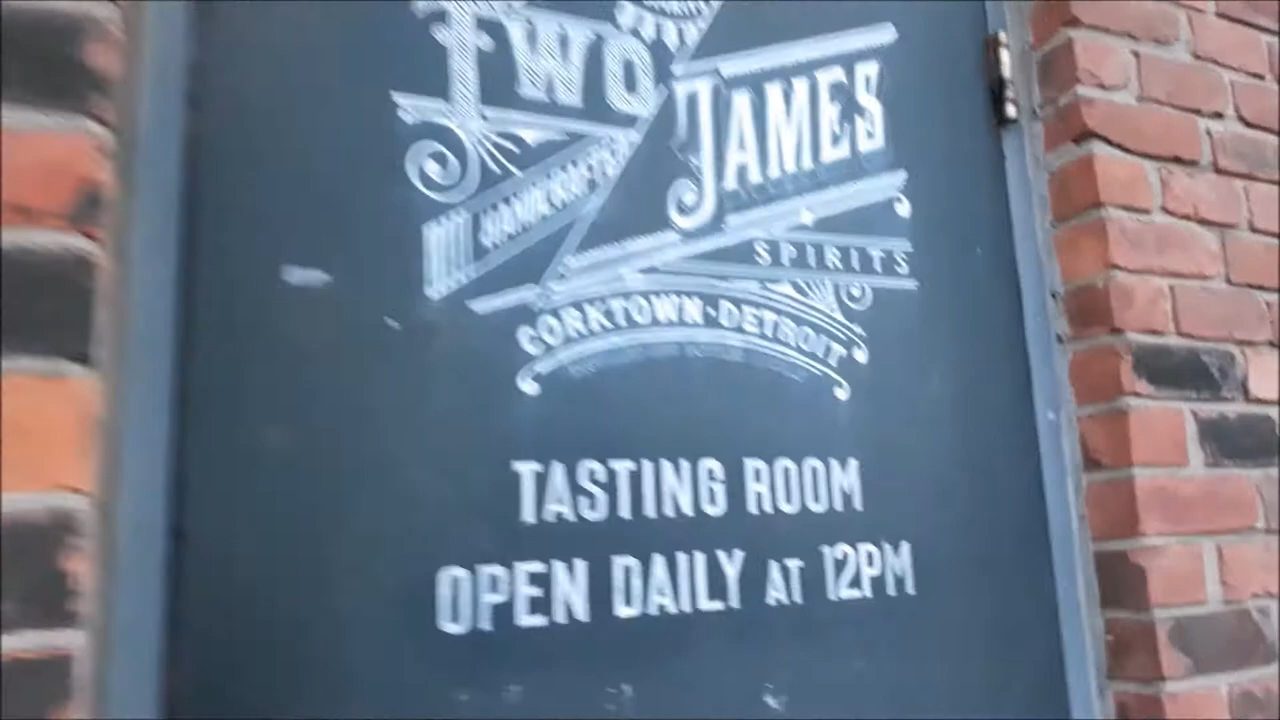 Two
JAMES
HANDCRAFTED
SPIRITS
CORKTOWN·DETROIT
TASTING ROOM
OPEN DAILY AT 12PM